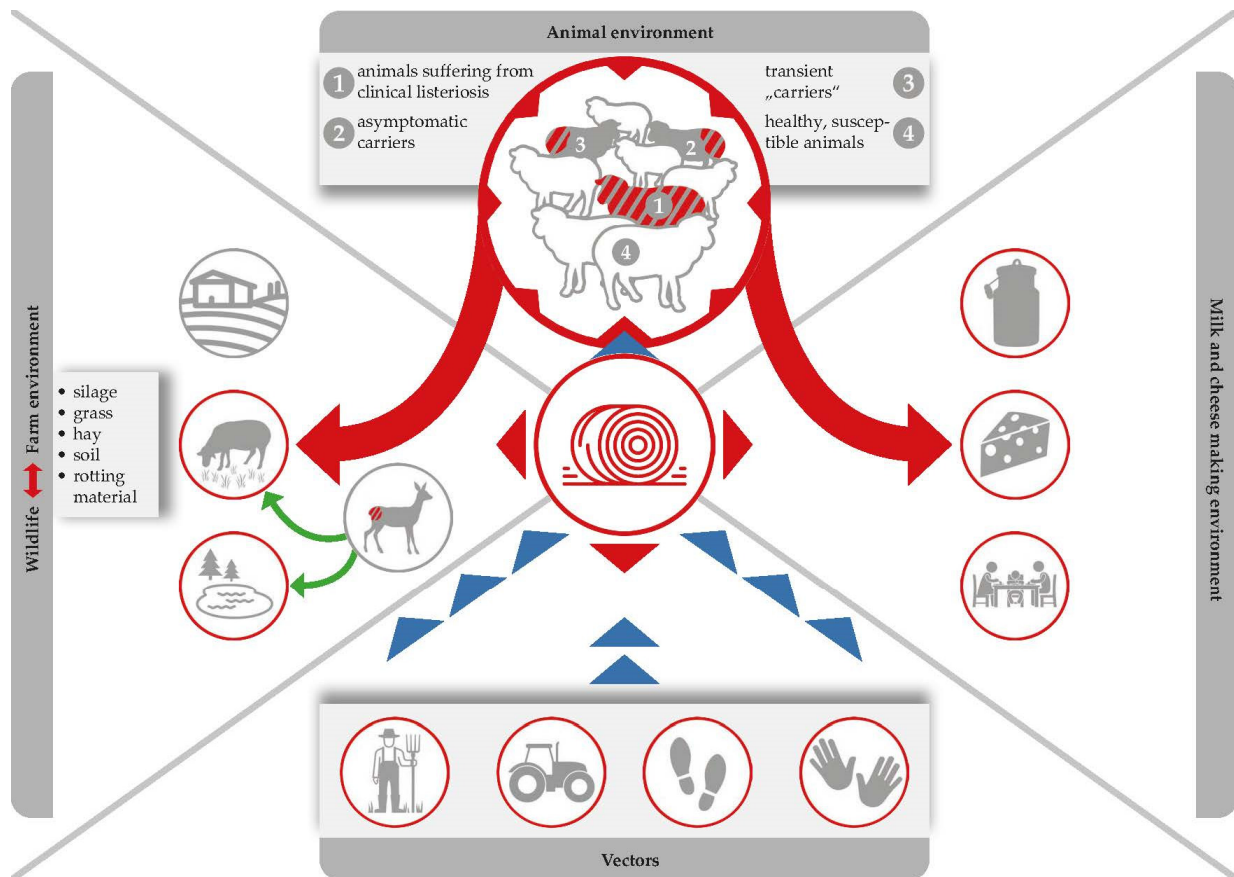 Animal environment
1 animals suffering from
clinical listeriosis
2 asymptomatic
carriers
transient 3
„carriers“
healthy, suscep- 4
tible animals
3
2
1
4
Wildlife Farm environment
• silage
• grass
• hay
• soil
• rotting
material
Milk and cheese making environment
Vectors